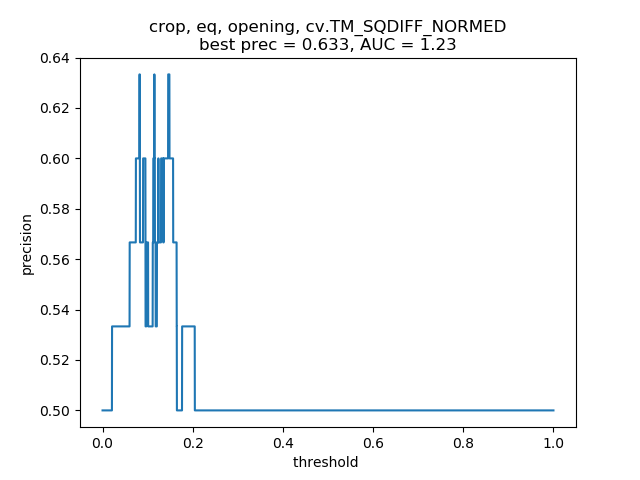 crop, eq, opening, cv.TM_SQDIFF_NORMED
best prec = 0.633, AUC = 1.23
0.64
0.62
0.60
0.58
0.56
0.54
0.52
0.50
precision
0.0 0.2 0.4 0.6 0.8 1.0
threshold